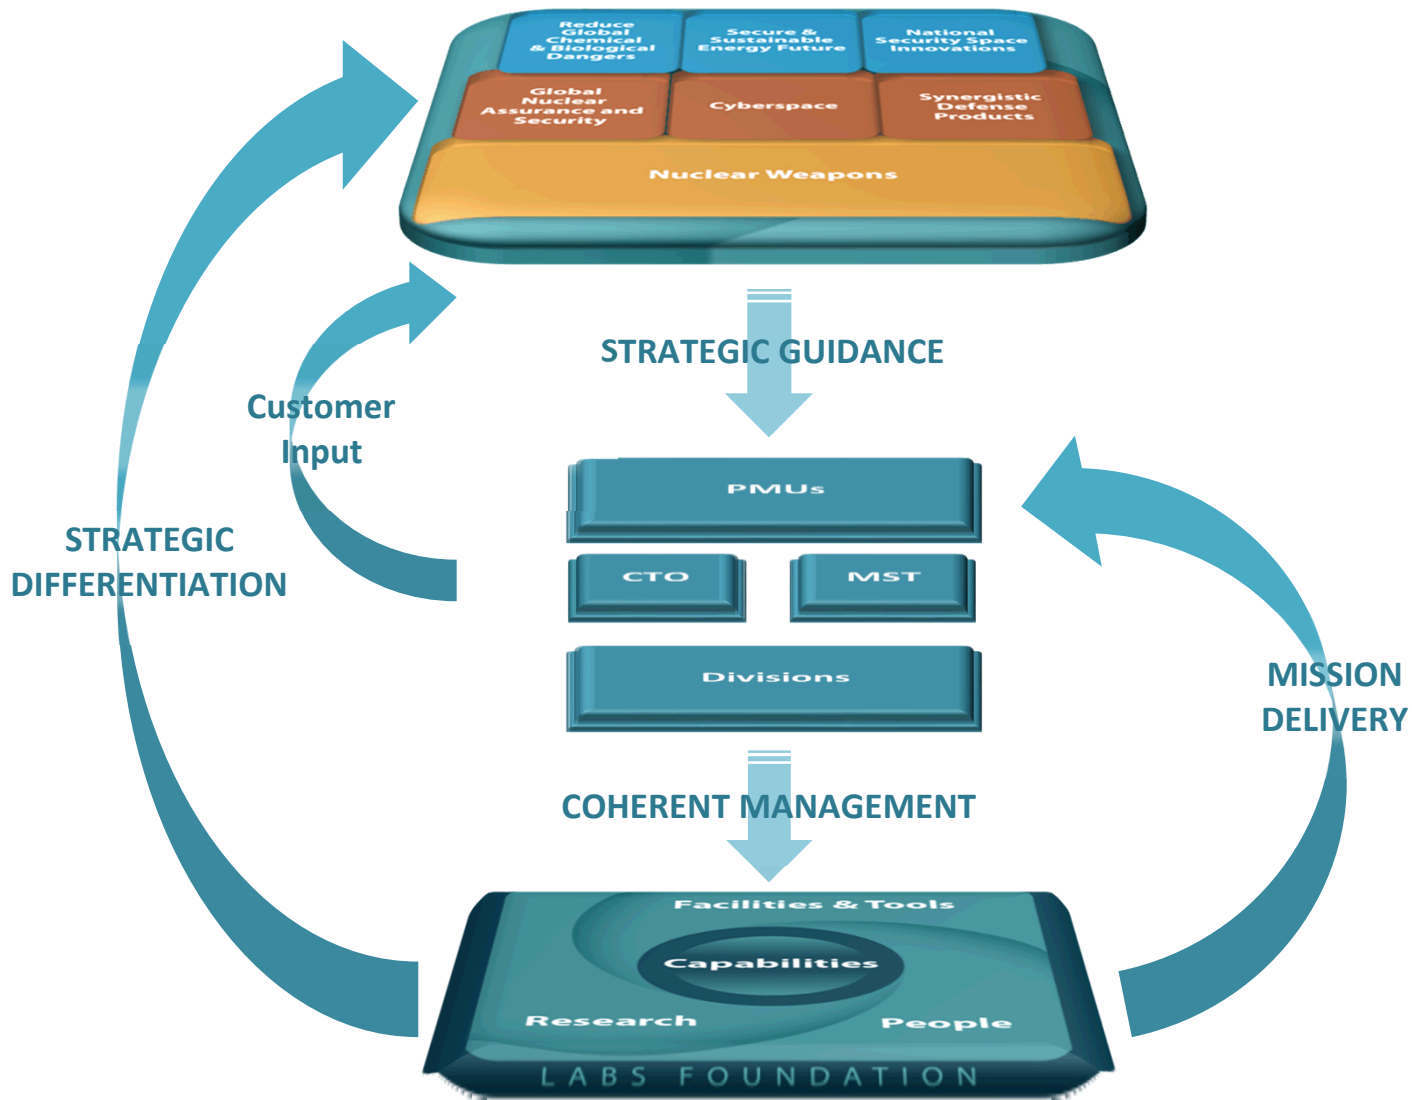 Reduce
Global
Chemical
& Biological
Dangers
Secure &
Sustainable
Energy Future
National
Security Space
Innovations
Global
Nuclear
Assurance and
Security
Cyberspace
Synergistic
Defense
Products
Nuclear Weapons
STRATEGIC GUIDANCE
Customer
Input
PMUs
STRATEGIC
DIFFERENTIATION
CTO
MST
Divisions
MISSION
DELIVERY
COHERENT MANAGEMENT
Facilities & Tools
Capabilities
Research
People
LABS FOUNDATION